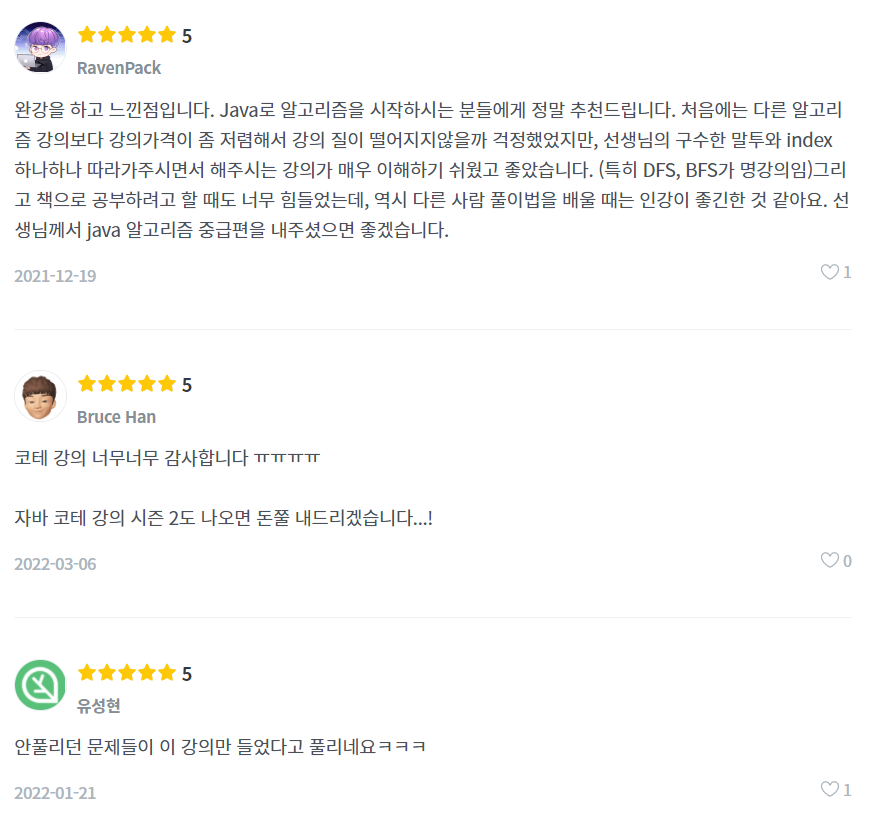 5
RavenPack
완강을 하고 느낀점입니다. Java로 알고리즘을 시작하시는 분들에게 정말 추천드립니다. 처음에는 다른 알고리
즘 강의보다 강의가격이 좀 저렴해서 강의 질이 떨어지지않을까 걱정했었지만, 선생님의 구수한 말투와 index
하나하나 따라가주시면서 해주시는 강의가 매우 이해하기 쉬웠고 좋았습니다. (특히 DFS, BFS가 명강의임)그리
고 책으로 공부하려고 할 때도 너무 힘들었는데, 역시 다른 사람 풀이법을 배울 때는 인강이 좋긴한 것 같아요. 선
생님께서 java 알고리즘 중급편을 내주셨으면 좋겠습니다.
2021-12-19 1
5
Bruce Han
코테 강의 너무너무 감사합니다 ㅠㅠㅠㅠ
자바 코테 강의 시즌 2도 나오면 돈쭐 내드리겠습니다...!
2022-03-06 0
5
유성현
안풀리던 문제들이 이 강의만 들었다고 풀리네요ㅋㅋㅋ
2022-01-21 1